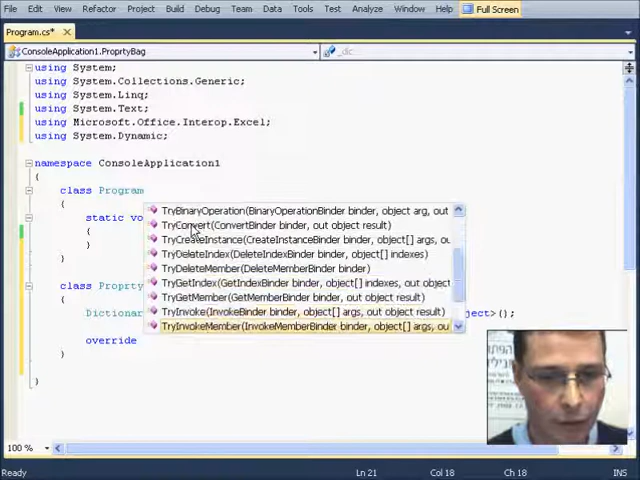 File Edit View Refactor Project Build Debug Team Data Tools Test Analyze Window Help Full Screen
Program.cs*
ConsoleApplication1.ProprtyBag _dic
using System;
using System.Collections.Generic;
using System.Linq;
using System.Text;
using Microsoft.Office.Interop.Excel;
using System.Dynamic;
namespace ConsoleApplication1
class Program
{
static vo
{
}
}
class Proprty
{
Dictionar object>();
override
}
}
TryBinaryOperation(BinaryOperationBinder binder, object arg, out
TryConvert(ConvertBinder binder, out object result)
TryCreateInstance(CreateInstanceBinder binder, object[] args, out
TryDeleteIndex(DeleteIndexBinder binder, object[] indexes)
TryDeleteMember(DeleteMemberBinder binder)
TryGetIndex(GetIndexBinder binder, object[] indexes, out object
TryGetMember(GetMemberBinder binder, out object result)
TryInvoke(InvokeBinder binder, object[] args, out object result)
TryInvokeMember(InvokeMemberBinder binder, object[] args, ou
100 %
Ready Ln 21 Col 18 Ch 18 INS